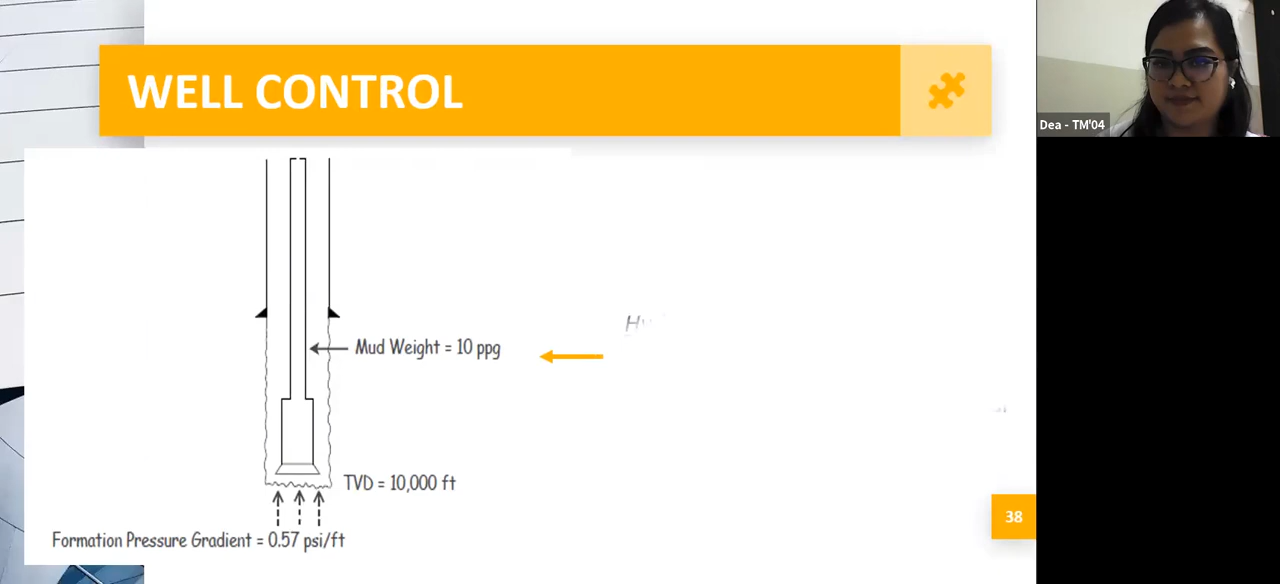 WELL CONTROL
Dea - TM'04
Mud Weight = 10 ppg
TVD = 10,000 ft
38
Formation Pressure Gradient = 0.57 psi/ft